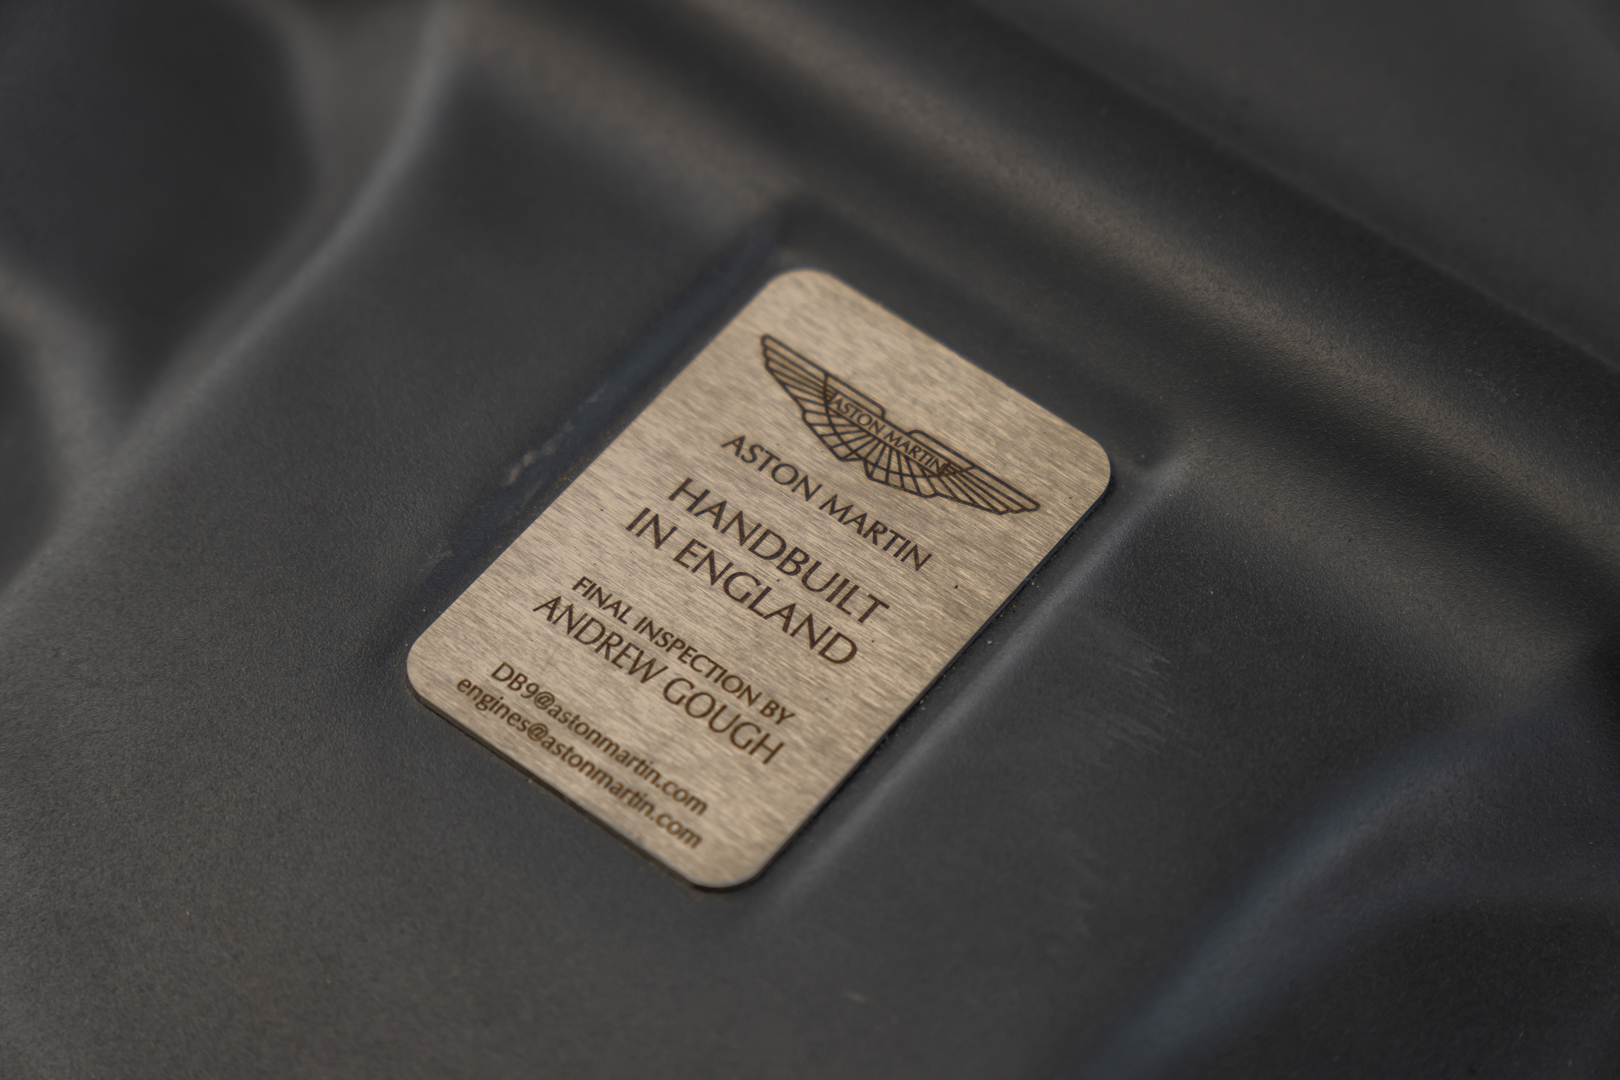 ASTON MARTIN
ASTON MARTIN
HANDBUILT
IN ENGLAND
FINAL INSPECTION BY
ANDREW GOUGH
DB9@astonmartin.com
engines@astonmartin.com